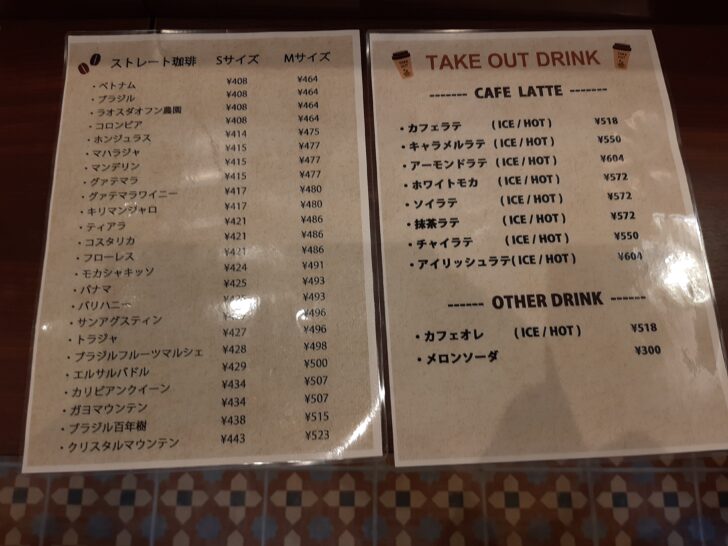 ストレート珈琲 Sサイズ Mサイズ
・ベトナム ¥408 ¥464
・ブラジル ¥408 ¥464
・ラオスダオフン農園 ¥408 ¥464
・コロンビア ¥408 ¥464
・ホンジュラス ¥414 ¥475
・マハラジャ ¥415 ¥477
・マンデリン ¥415 ¥477
・グァテマラ ¥415 ¥477
・グァテマラワイニー ¥417 ¥480
・キリマンジャロ ¥417 ¥480
・ティアラ ¥421 ¥486
・コスタリカ ¥421 ¥486
・フローレス ¥421 ¥486
・モカシャキッソ ¥424 ¥491
・パナマ ¥425 ¥493
・バリハニー ¥493
・サンアグスティン ¥427 ¥496
・トラジャ ¥427 ¥496
・ブラジルフルーツマルシェ ¥428 ¥498
・エルサルバドル ¥429 ¥500
・カリビアンクイーン ¥434 ¥507
・ガヨマウンテン ¥434 ¥507
・ブラジル百年樹 ¥438 ¥515
・クリスタルマウンテン ¥443 ¥523
TAKE OUT DRINK
------- CAFE LATTE -------
・カフェラテ ( ICE / HOT ) ¥518
・キャラメルラテ ( ICE / HOT ) ¥550
・アーモンドラテ ( ICE / HOT ) ¥604
・ホワイトモカ ( ICE / HOT ) ¥572
・ソイラテ ( ICE / HOT ) ¥572
・抹茶ラテ ( ICE / HOT ) ¥572
・チャイラテ ( ICE / HOT ) ¥550
・アイリッシュラテ ( ICE / HOT ) ¥604
------ OTHER DRINK ------
・カフェオレ ( ICE / HOT ) ¥518
・メロンソーダ ¥300